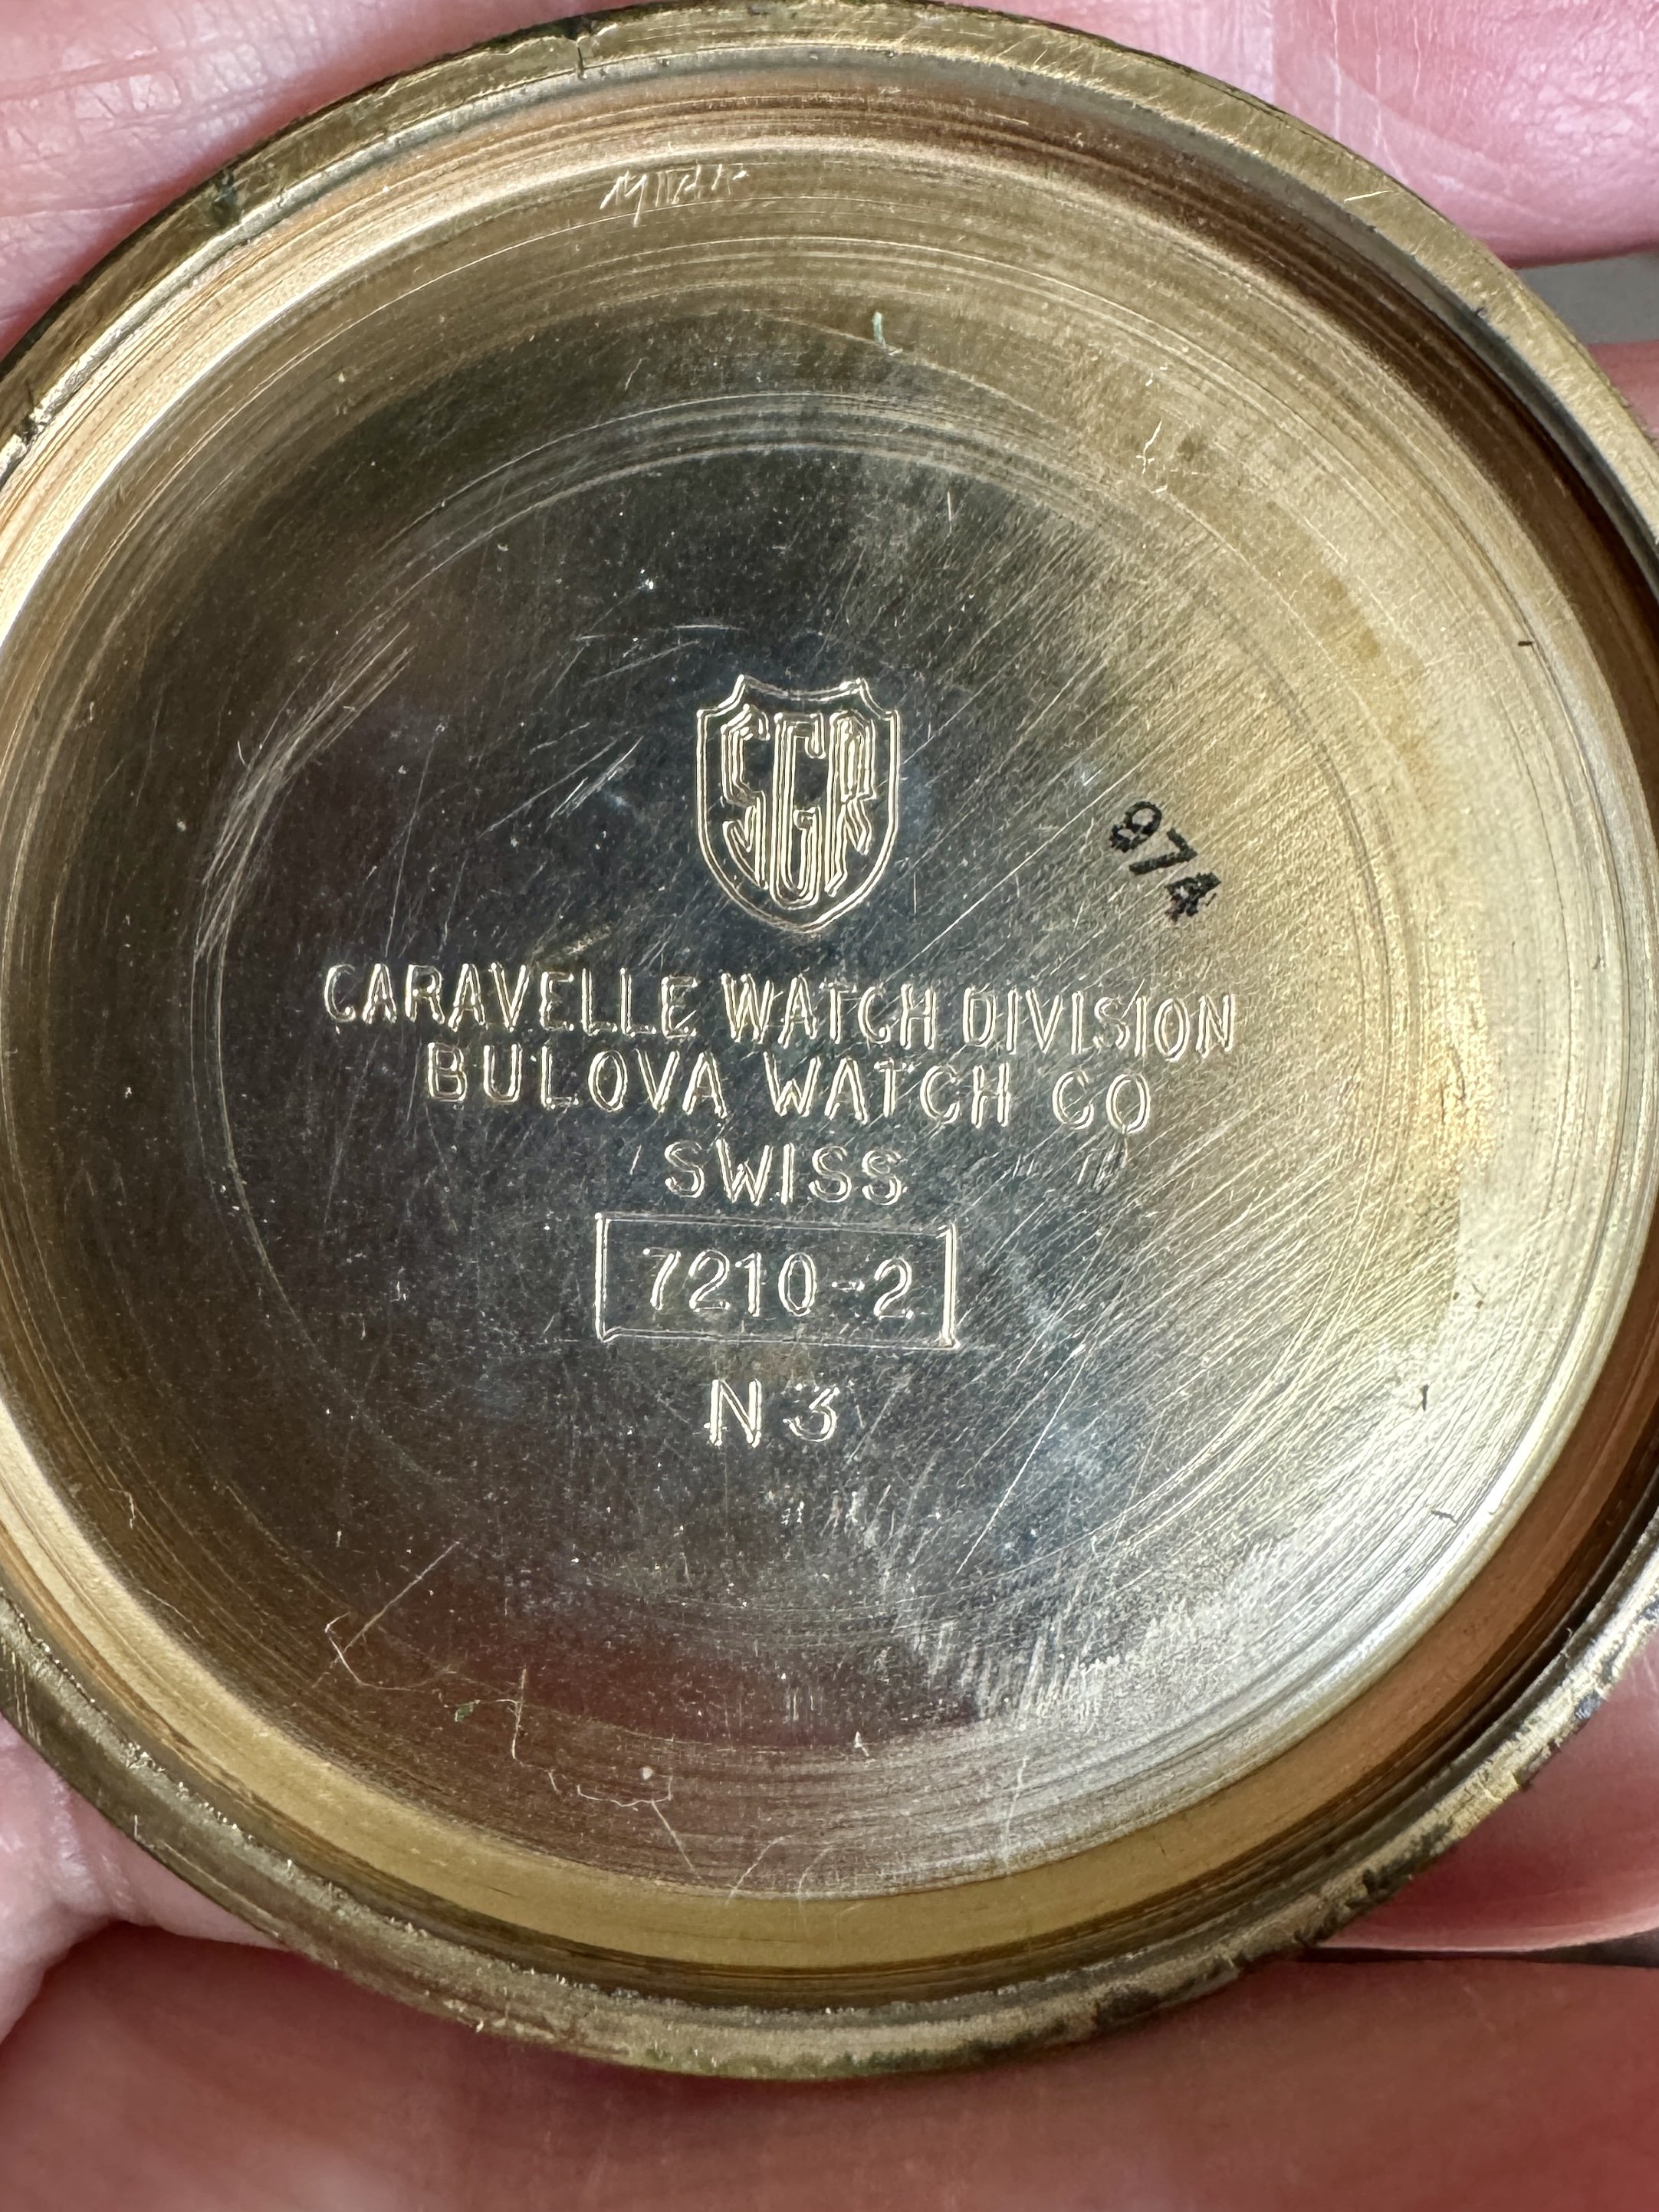 SGR
974
CARAVELLE WATCH DIVISION
BULOVA WATCH CO
SWISS
7210-2
N3